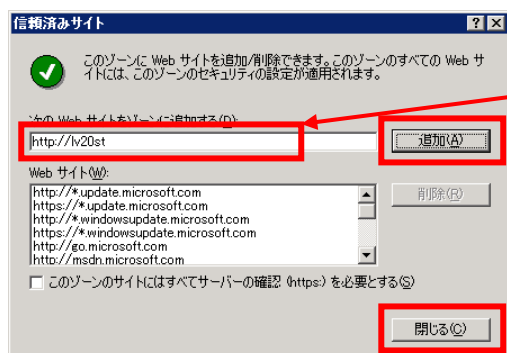 信頼済みサイト
このゾーンに Web サイトを追加/削除できます。このゾーンのすべての Web サ
イトには、このゾーンのセキュリティの設定が適用されます。
次の Web サイトをゾーンに追加する(D):
http://lv20st
追加(A)
Web サイト(W):
http://*.update.microsoft.com
https://*.update.microsoft.com
http://*.windowsupdate.microsoft.com
https://*.windowsupdate.microsoft.com
http://go.microsoft.com
http://msdn.microsoft.com
削除(R)
このゾーンのサイトにはすべてサーバーの確認 (https:) を必要とする(S)
閉じる(C)